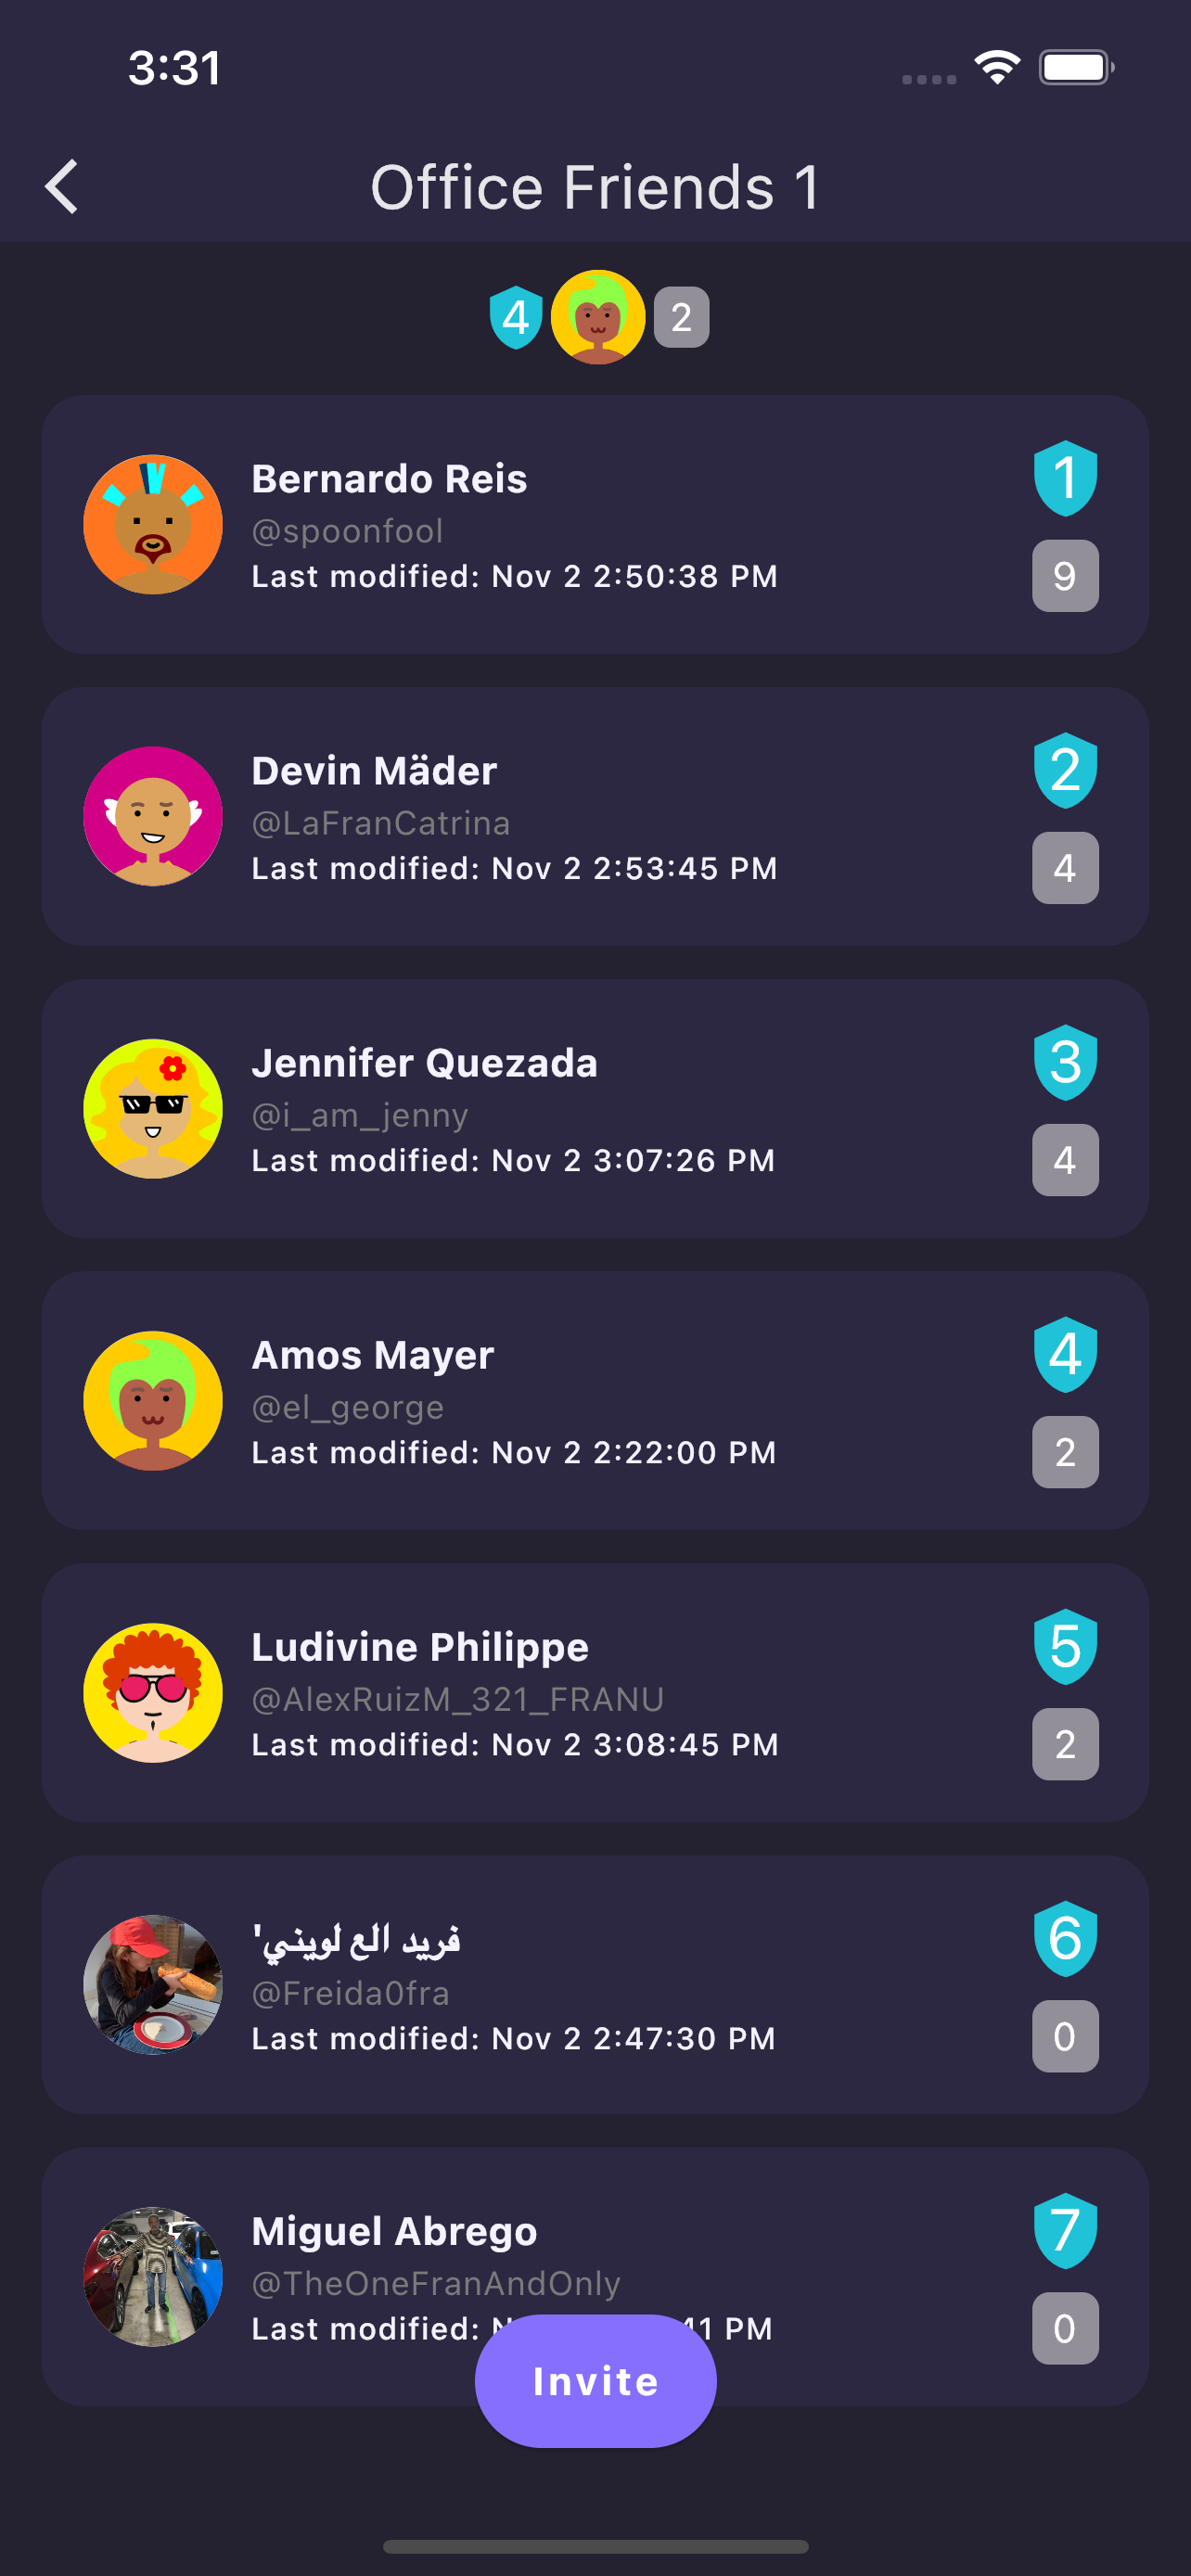 3:31
Office Friends 1
4 2
Bernardo Reis
@spoonfool
Last modified: Nov 2 2:50:38 PM
1
9
Devin Mäder
@LaFranCatrina
Last modified: Nov 2 2:53:45 PM
2
4
Jennifer Quezada
@i_am_jenny
Last modified: Nov 2 3:07:26 PM
3
4
Amos Mayer
@el_george
Last modified: Nov 2 2:22:00 PM
4
2
Ludivine Philippe
@AlexRuizM_321_FRANU
Last modified: Nov 2 3:08:45 PM
5
2
فريد الع لويني'
@Freida0fra
Last modified: Nov 2 2:47:30 PM
6
0
Miguel Abrego
@TheOneFranAndOnly
Last modified: PM
7
0
Invite